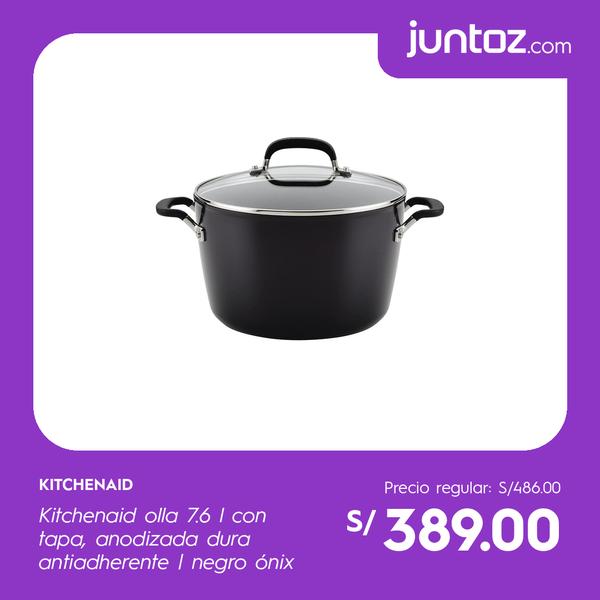 juntoz.com
KITCHENAID
Kitchenaid olla 7.6 l con
tapa, anodizada dura
antiadherente | negro ónix
Precio regular: S/486.00
S/389.00